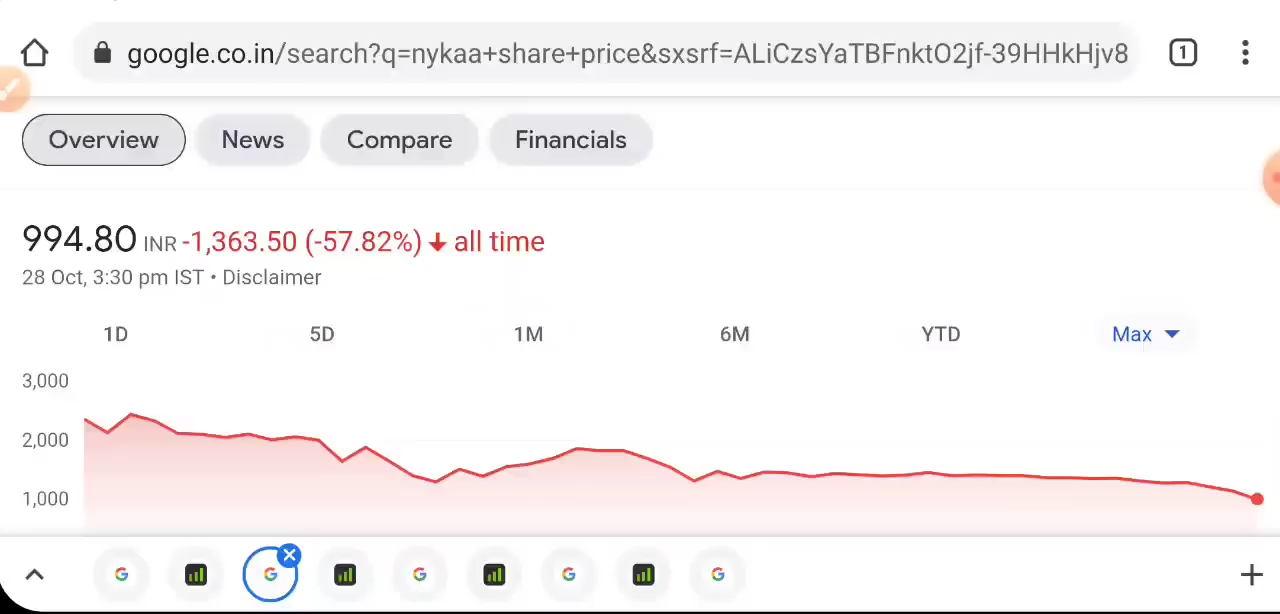 google.co.in/search?q=nykaa+share+price&sxsrf=ALiCzsYaTBFnktO2jf-39HHkHjv8
1
Overview News Compare Financials
994.80 INR -1,363.50 (-57.82%) all time
28 Oct, 3:30 pm IST • Disclaimer
1D 5D 1M 6M YTD Max
3,000
2,000
1,000